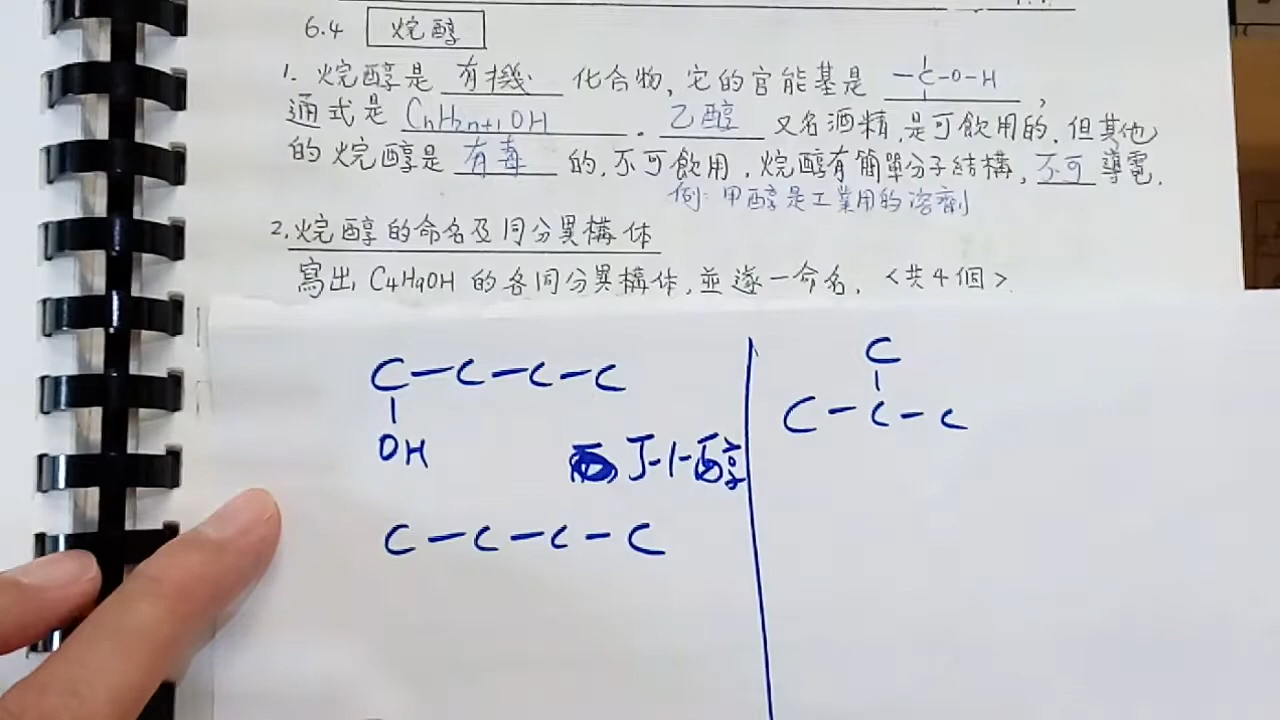 6.4 烷醇
1. 烷醇是 有機 化合物, 它的官能基是 -C-O-H,
通式是 CnH2n+1OH . 乙醇 又名酒精,是可飲用的,但其他
的烷醇是 有毒 的,不可飲用,烷醇有簡單分子結構, 不可 導電.
例: 甲醇是工業用的溶劑
2. 烷醇的命名及同分異構体
寫出 C4H9OH 的各同分異構体,並逐一命名. <共4個>
C-C-C-C
OH
丁-1-醇
C-C-C-C
C
C-C-C